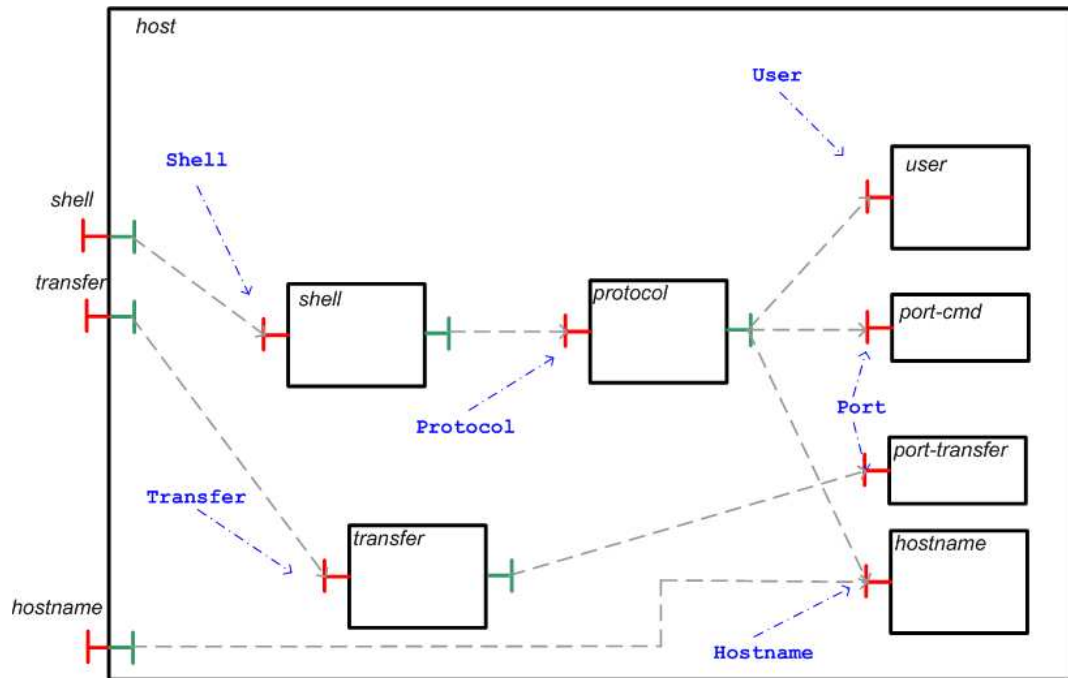 host
User
Shell
user
shell
transfer
shell
protocol
port-cmd
Port
Protocol
port-transfer
Transfer
transfer
hostname
hostname
Hostname